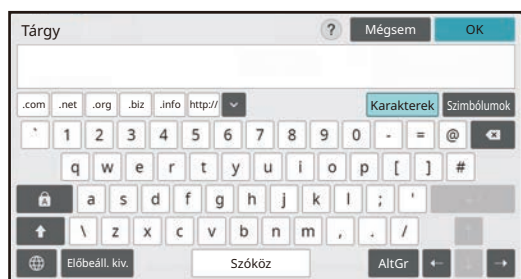 Tárgy ? Mégsem OK
.com .net .org .biz .info http:// Karakterek Szimbólumok
` 1 2 3 4 5 6 7 8 9 0 - = @
q w e r t y u i o p [ ] #
a s d f g h j k l ; '
\ z x c v b n m , . /
Előbeáll. kiv. Szóköz AltGr ← ↓ →